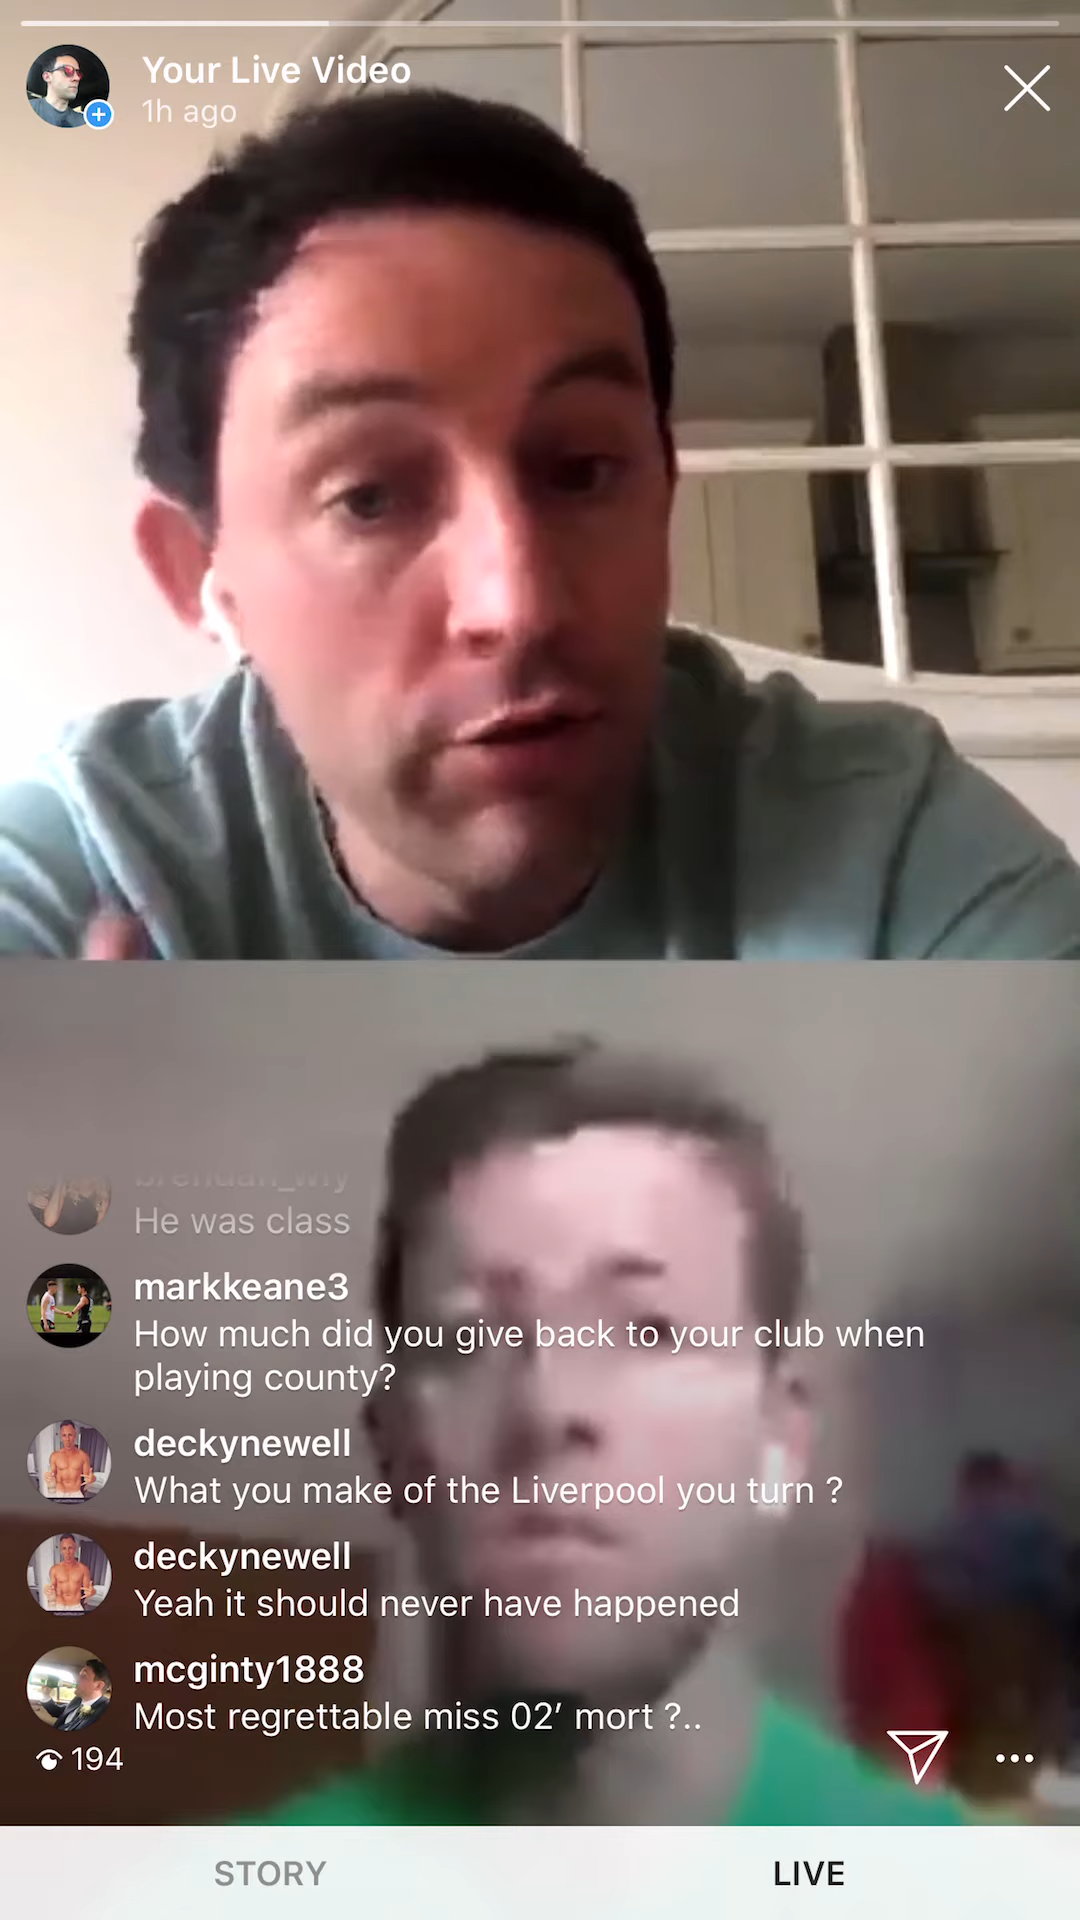 Your Live Video
1h ago
He was class
markkeane3
How much did you give back to your club when
playing county?
deckynewell
What you make of the Liverpool you turn ?
deckynewell
Yeah it should never have happened
mcginty1888
Most regrettable miss 02’ mort ?..
194
STORY
LIVE